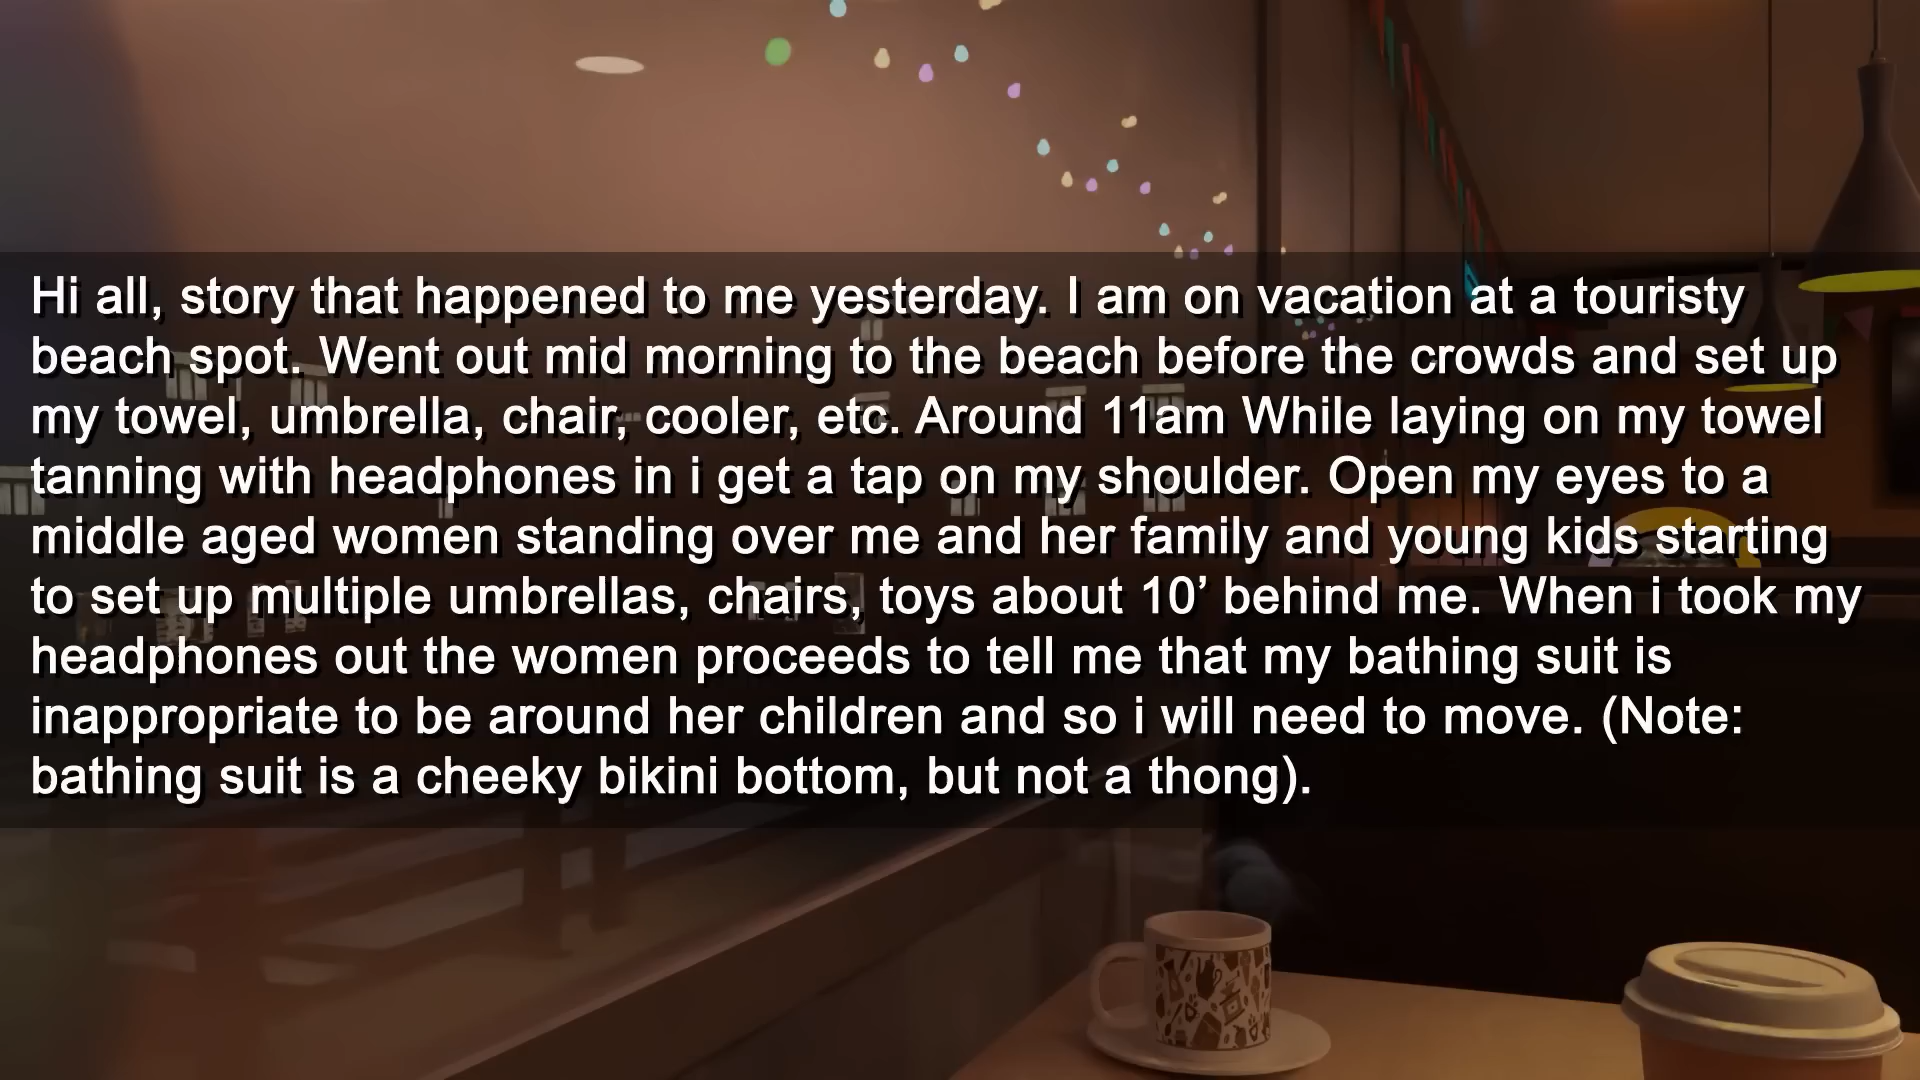 Hi all, story that happened to me yesterday. I am on vacation at a touristy
beach spot. Went out mid morning to the beach before the crowds and set up
my towel, umbrella, chair, cooler, etc. Around 11am While laying on my towel
tanning with headphones in i get a tap on my shoulder. Open my eyes to a
middle aged women standing over me and her family and young kids starting
to set up multiple umbrellas, chairs, toys about 10’ behind me. When i took my
headphones out the women proceeds to tell me that my bathing suit is
inappropriate to be around her children and so i will need to move. (Note:
bathing suit is a cheeky bikini bottom, but not a thong).